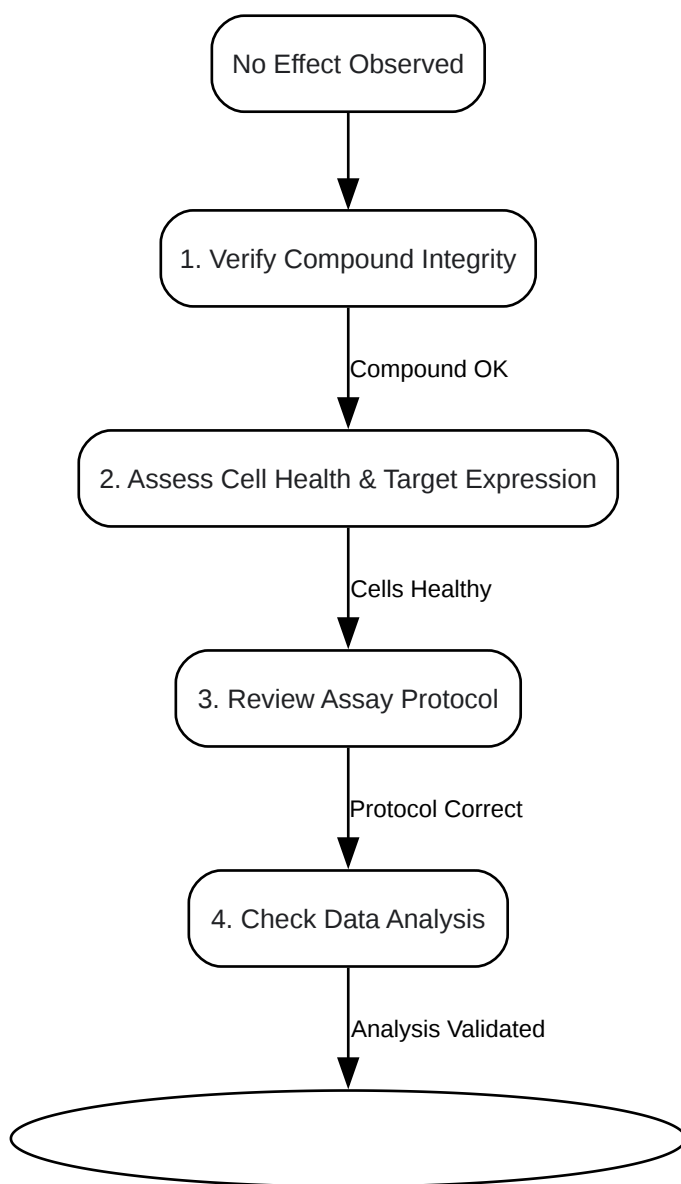 No Effect Observed
1. Verify Compound Integrity
Compound OK
2. Assess Cell Health & Target Expression
Cells Healthy
3. Review Assay Protocol
Protocol Correct
4. Check Data Analysis
Analysis Validated